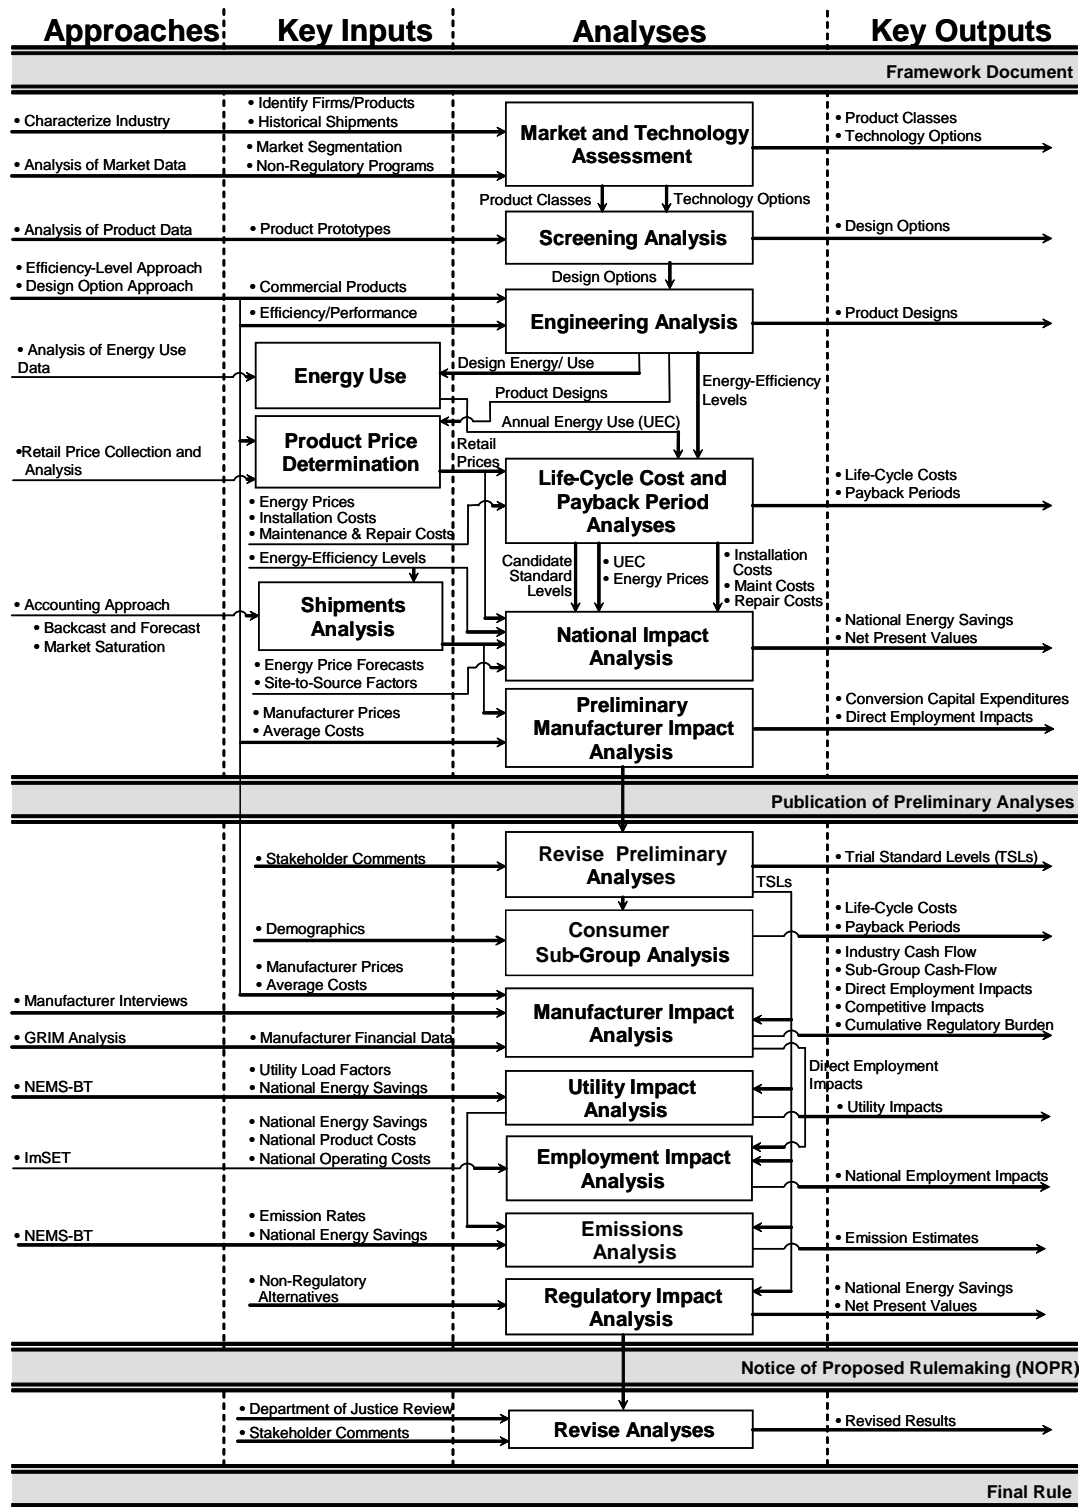 Approaches Key Inputs Analyses Key Outputs
Framework Document
• Characterize Industry
• Analysis of Market Data
• Identify Firms/Products
• Historical Shipments
• Market Segmentation
• Non-Regulatory Programs
Market and Technology
Assessment
• Product Classes
• Technology Options
Product Classes
Technology Options
• Analysis of Product Data
• Product Prototypes
Screening Analysis
• Design Options
Design Options
• Efficiency-Level Approach
• Design Option Approach
• Commercial Products
• Efficiency/Performance
Engineering Analysis
• Product Designs
• Analysis of Energy Use
Data
Energy Use
Design Energy/ Use
Product Designs
Energy-Efficiency
Levels
Annual Energy Use (UEC)
•Retail Price Collection and
Analysis
Product Price
Determination
Retail
Prices
• Energy Prices
• Installation Costs
• Maintenance & Repair Costs
Life-Cycle Cost and
Payback Period
Analyses
• Life-Cycle Costs
• Payback Periods
• Energy-Efficiency Levels
Candidate
Standard
Levels
• UEC
• Energy Prices
• Installation
Costs
• Maint Costs
• Repair Costs
• Accounting Approach
• Backcast and Forecast
• Market Saturation
Shipments
Analysis
National Impact
Analysis
• National Energy Savings
• Net Present Values
• Energy Price Forecasts
• Site-to-Source Factors
• Manufacturer Prices
• Average Costs
Preliminary
Manufacturer Impact
Analysis
• Conversion Capital Expenditures
• Direct Employment Impacts
Publication of Preliminary Analyses
• Stakeholder Comments
Revise Preliminary
Analyses
• Trial Standard Levels (TSLs)
TSLs
• Demographics
Consumer
Sub-Group Analysis
• Life-Cycle Costs
• Payback Periods
• Manufacturer Prices
• Average Costs
• Manufacturer Interviews
• GRIM Analysis
• Manufacturer Financial Data
Manufacturer Impact
Analysis
• Industry Cash Flow
• Sub-Group Cash-Flow
• Direct Employment Impacts
• Competitive Impacts
• Cumulative Regulatory Burden
Direct Employment
Impacts
• NEMS-BT
• Utility Load Factors
• National Energy Savings
Utility Impact
Analysis
• Utility Impacts
• ImSET
• National Energy Savings
• National Product Costs
• National Operating Costs
Employment Impact
Analysis
• National Employment Impacts
• NEMS-BT
• Emission Rates
• National Energy Savings
Emissions
Analysis
• Emission Estimates
• Non-Regulatory
Alternatives
Regulatory Impact
Analysis
• National Energy Savings
• Net Present Values
Notice of Proposed Rulemaking (NOPR)
• Department of Justice Review
• Stakeholder Comments
Revise Analyses
• Revised Results
Final Rule